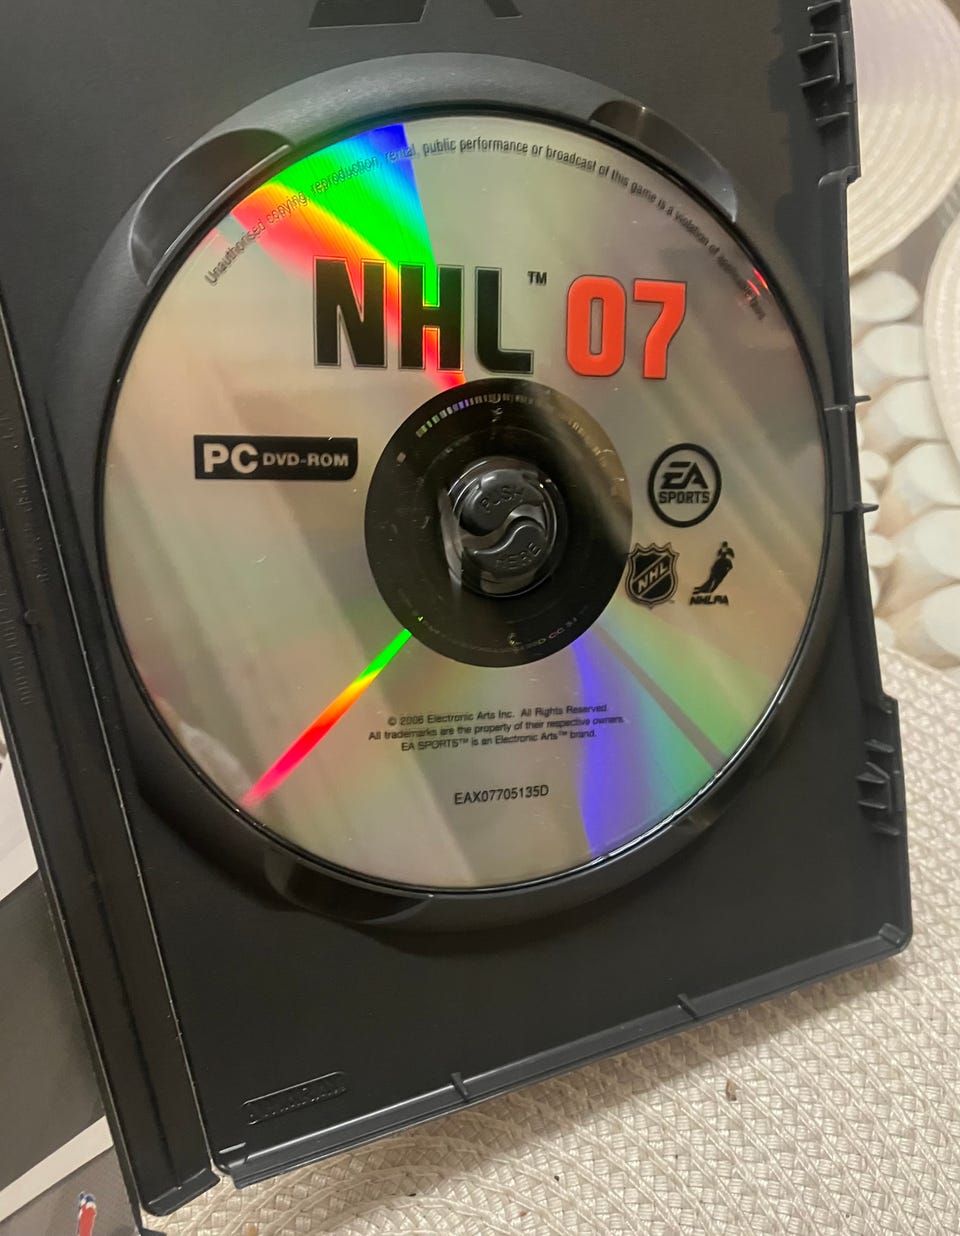 Unauthorised copying, reproduction, rental, public performance or broadcast of this game is a violation of applicable laws.
NHL™ 07
PC DVD-ROM
EA
SPORTS™
PUSH
HERE
NHL
NHLPA
© 2006 Electronic Arts Inc. All Rights Reserved.
All trademarks are the property of their respective owners.
EA SPORTS™ is an Electronic Arts™ brand.
EAX07705135D
AMARAY